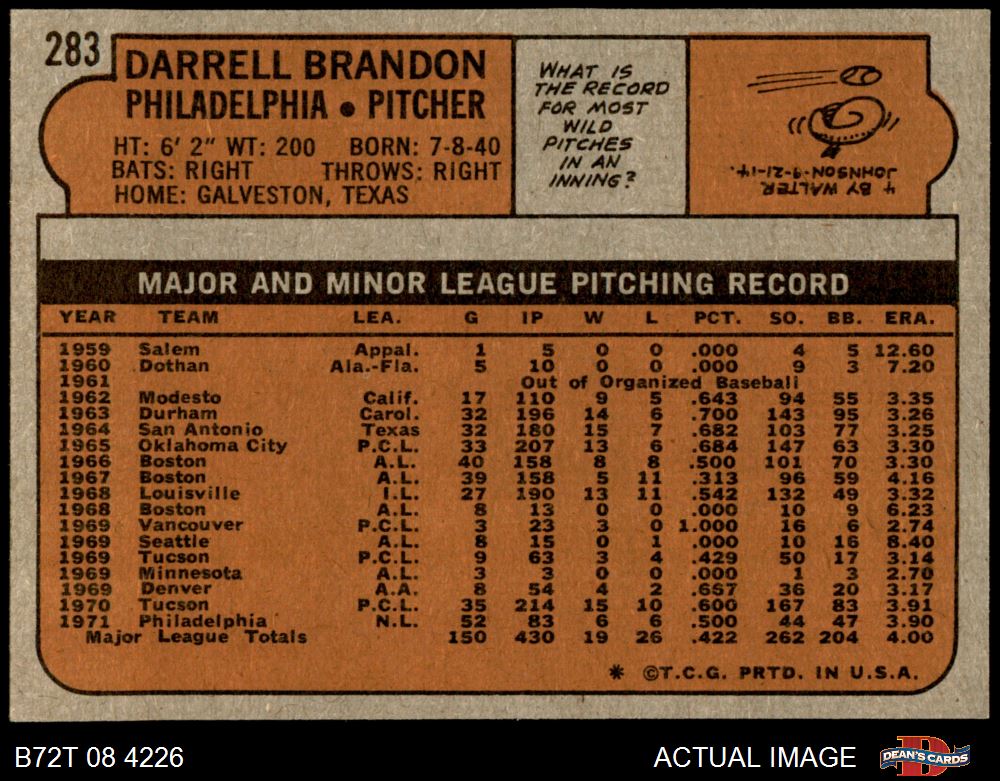 283
DARRELL BRANDON
PHILADELPHIA • PITCHER
HT: 6' 2" WT: 200 BORN: 7-8-40
BATS: RIGHT THROWS: RIGHT
HOME: GALVESTON, TEXAS
WHAT IS
THE RECORD
FOR MOST
WILD
PITCHES
IN AN
INNING?
4 BY WALTER
JOHNSON-9-21-14.
MAJOR AND MINOR LEAGUE PITCHING RECORD
YEAR TEAM LEA. G IP W L PCT. SO. BB. ERA.
1959 Salem Appal. 1 5 0 0 .000 4 5 12.60
1960 Dothan Ala.-Fla. 5 10 0 0 .000 9 3 7.20
1961 Out of Organized Baseball
1962 Modesto Calif. 17 110 9 5 .643 94 55 3.35
1963 Durham Carol. 32 196 14 6 .700 143 95 3.26
1964 San Antonio Texas 32 180 15 7 .682 103 77 3.25
1965 Oklahoma City P.C.L. 33 207 13 6 .684 147 63 3.30
1966 Boston A.L. 40 158 8 8 .500 101 70 3.30
1967 Boston A.L. 39 158 5 11 .313 96 59 4.16
1968 Louisville I.L. 27 190 13 11 .542 132 49 3.32
1968 Boston A.L. 8 13 0 0 .000 10 9 6.23
1969 Vancouver P.C.L. 3 23 3 0 1.000 16 6 2.74
1969 Seattle A.L. 8 15 0 1 .000 10 16 8.40
1969 Tucson P.C.L. 9 63 3 4 .429 50 17 3.14
1969 Minnesota A.L. 3 3 0 0 .000 1 3 2.70
1969 Denver A.A. 8 54 4 2 .667 36 20 3.17
1970 Tucson P.C.L. 35 214 15 10 .600 167 83 3.91
1971 Philadelphia N.L. 52 83 6 6 .500 44 47 3.90
Major League Totals 150 430 19 26 .422 262 204 4.00
* ©T.C.G. PRTD. IN U.S.A.
B72T 08 4226
ACTUAL IMAGE
DEAN'S CARDS